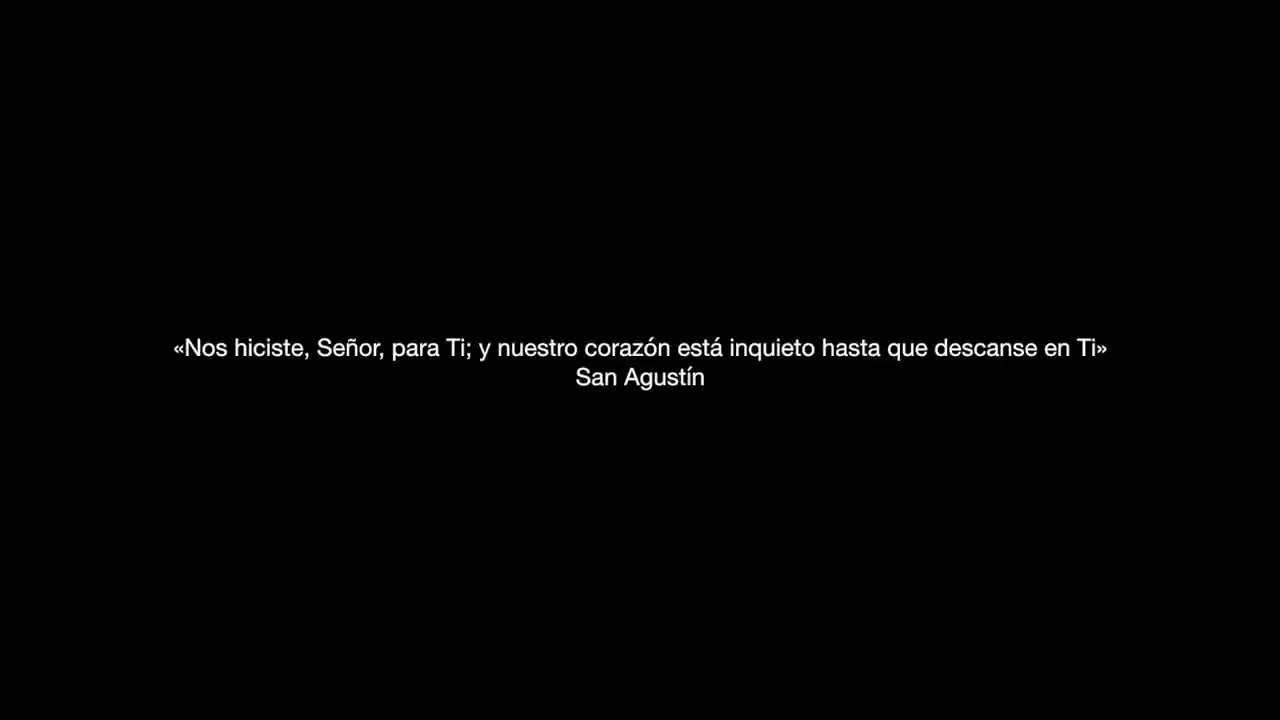 «Nos hiciste, Señor, para Ti; y nuestro corazón está inquieto hasta que descanse en Ti»
San Agustín